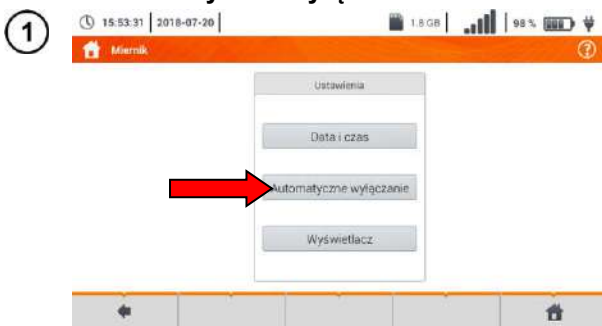 1
15:53:31 2018-07-20 1.8 GB 98 %
Miernik ?
Ustawienia
Data i czas
Automatyczne wyłączanie
Wyświetlacz